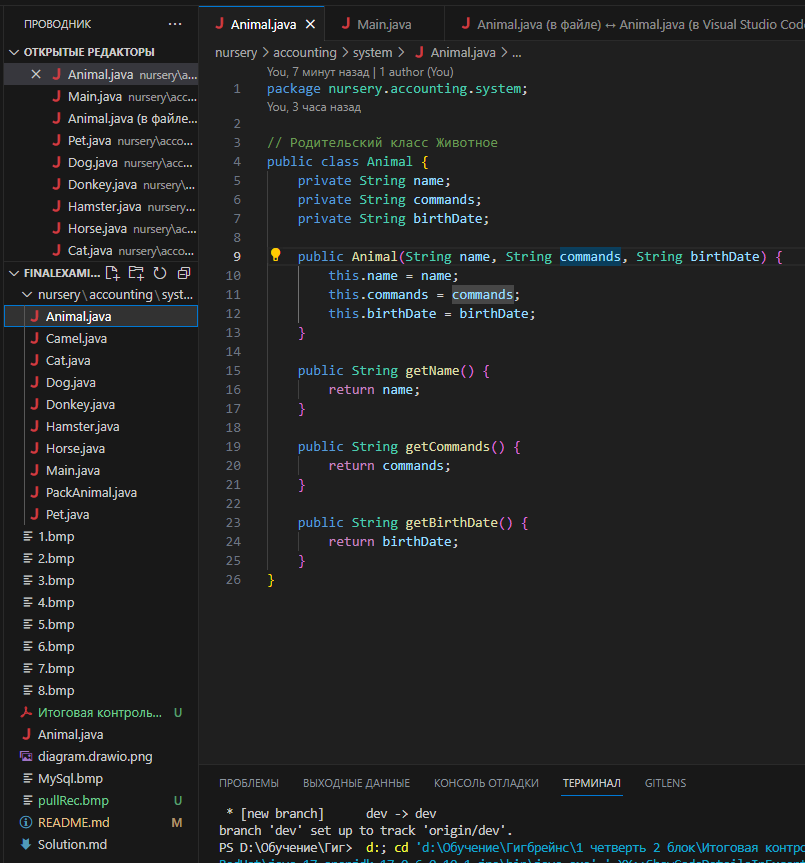 ПРОВОДНИК ...
ОТКРЫТЫЕ РЕДАКТОРЫ
Animal.java nursery\a...
Main.java nursery\acc...
Animal.java (в файле...
Pet.java nursery\acco...
Dog.java nursery\acc...
Donkey.java nursery\...
Hamster.java nursery...
Horse.java nursery\ac...
Cat.java nursery\acco...
FINALEXAMI...
nursery\accounting\syst...
Animal.java
Camel.java
Cat.java
Dog.java
Donkey.java
Hamster.java
Horse.java
Main.java
PackAnimal.java
Pet.java
1.bmp
2.bmp
3.bmp
4.bmp
5.bmp
6.bmp
7.bmp
8.bmp
Итоговая контроль... U
Animal.java
diagram.drawio.png
MySql.bmp
pullRec.bmp U
README.md M
Solution.md
Animal.java
Main.java
Animal.java (в файле) ↔ Animal.java (в Visual Studio Code
nursery > accounting > system > Animal.java > ...
You, 7 минут назад | 1 author (You)
1 package nursery.accounting.system;
You, 3 часа назад
2
3 // Родительский класс Животное
4 public class Animal {
5 private String name;
6 private String commands;
7 private String birthDate;
8
9 public Animal(String name, String commands, String birthDate) {
10 this.name = name;
11 this.commands = commands;
12 this.birthDate = birthDate;
13 }
14
15 public String getName() {
16 return name;
17 }
18
19 public String getCommands() {
20 return commands;
21 }
22
23 public String getBirthDate() {
24 return birthDate;
25 }
26 }
ПРОБЛЕМЫ ВЫХОДНЫЕ ДАННЫЕ КОНСОЛЬ ОТЛАДКИ ТЕРМИНАЛ GITLENS
* [new branch] dev -> dev
branch 'dev' set up to track 'origin/dev'.
PS D:\Обучение\Гиг> d:; cd 'd:\Обучение\Гигбрейнс\1 четверть 2 блок\Итоговая контро